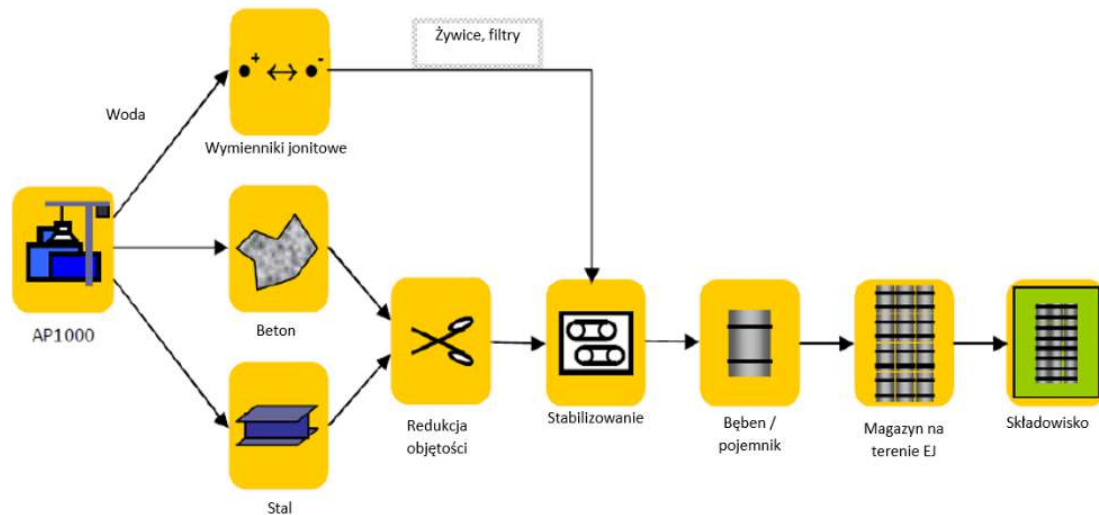 Żywice, filtry
+
-
Woda
Wymienniki jonitowe
AP1000
Beton
Redukcja
objętości
Stabilizowanie
Bęben /
pojemnik
Magazyn na
terenie EJ
Składowisko
Stal